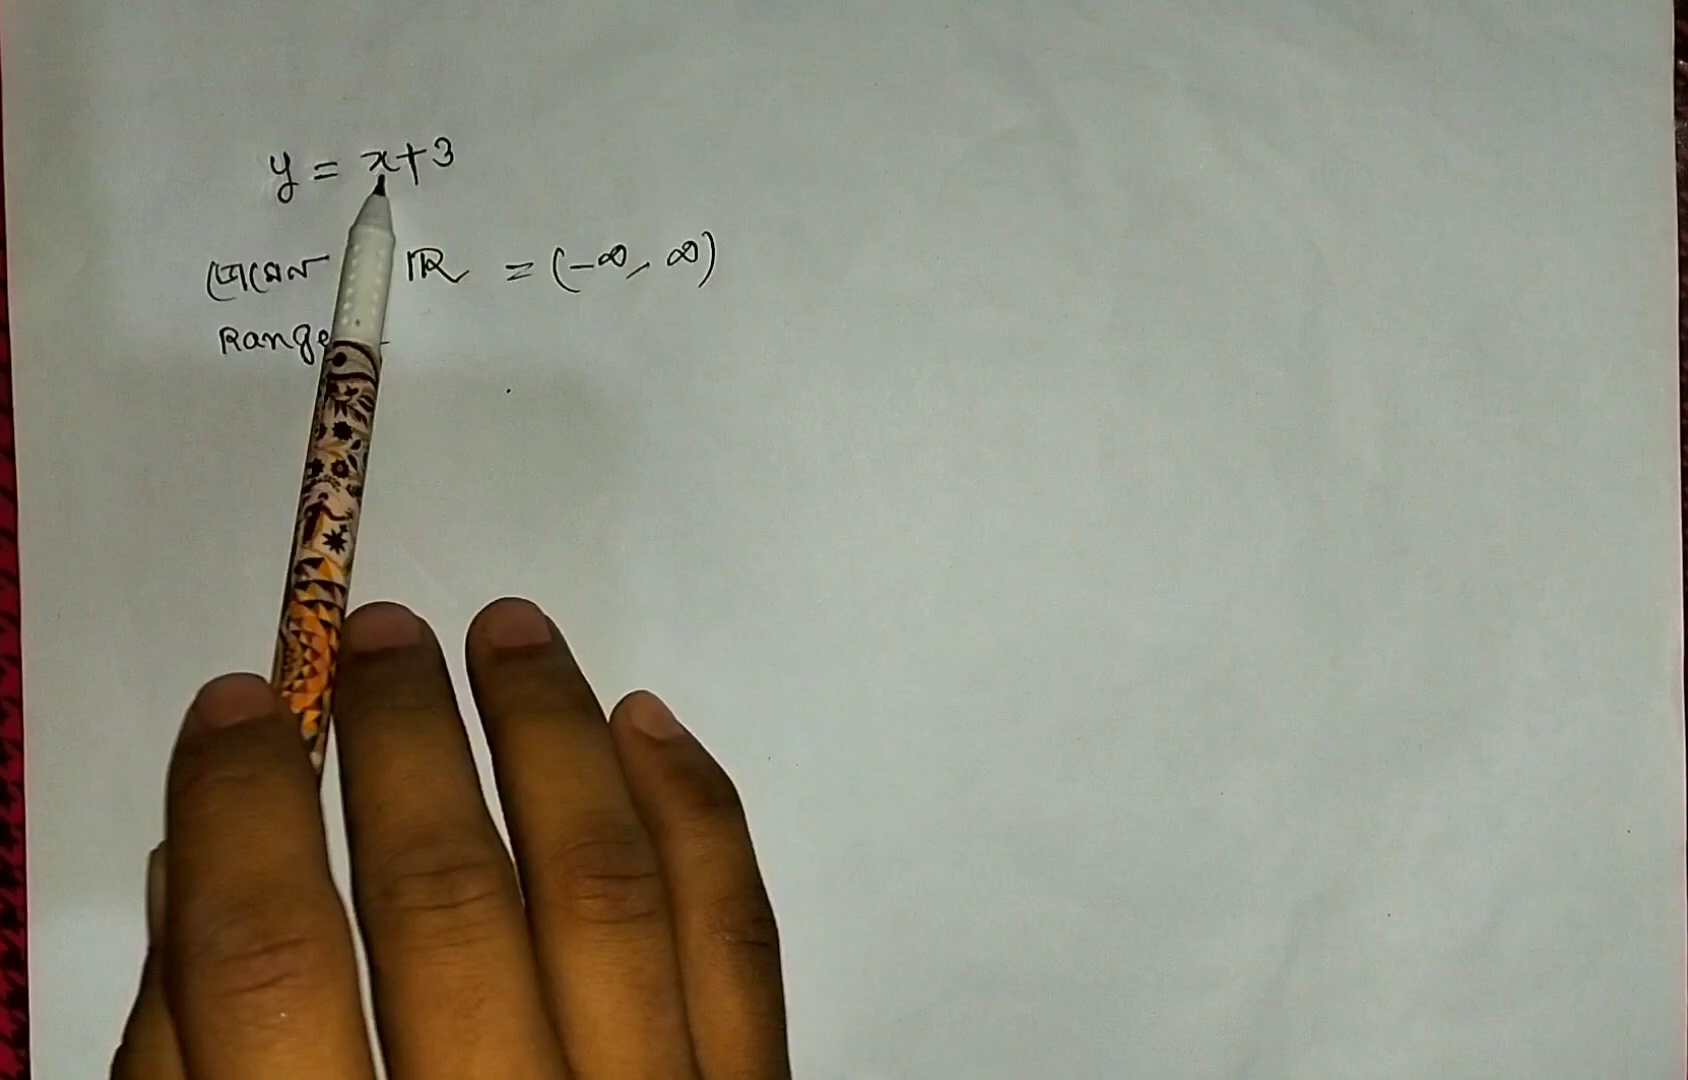 y = x+3
ডোমেন ℝ = (-∞, ∞)
Range